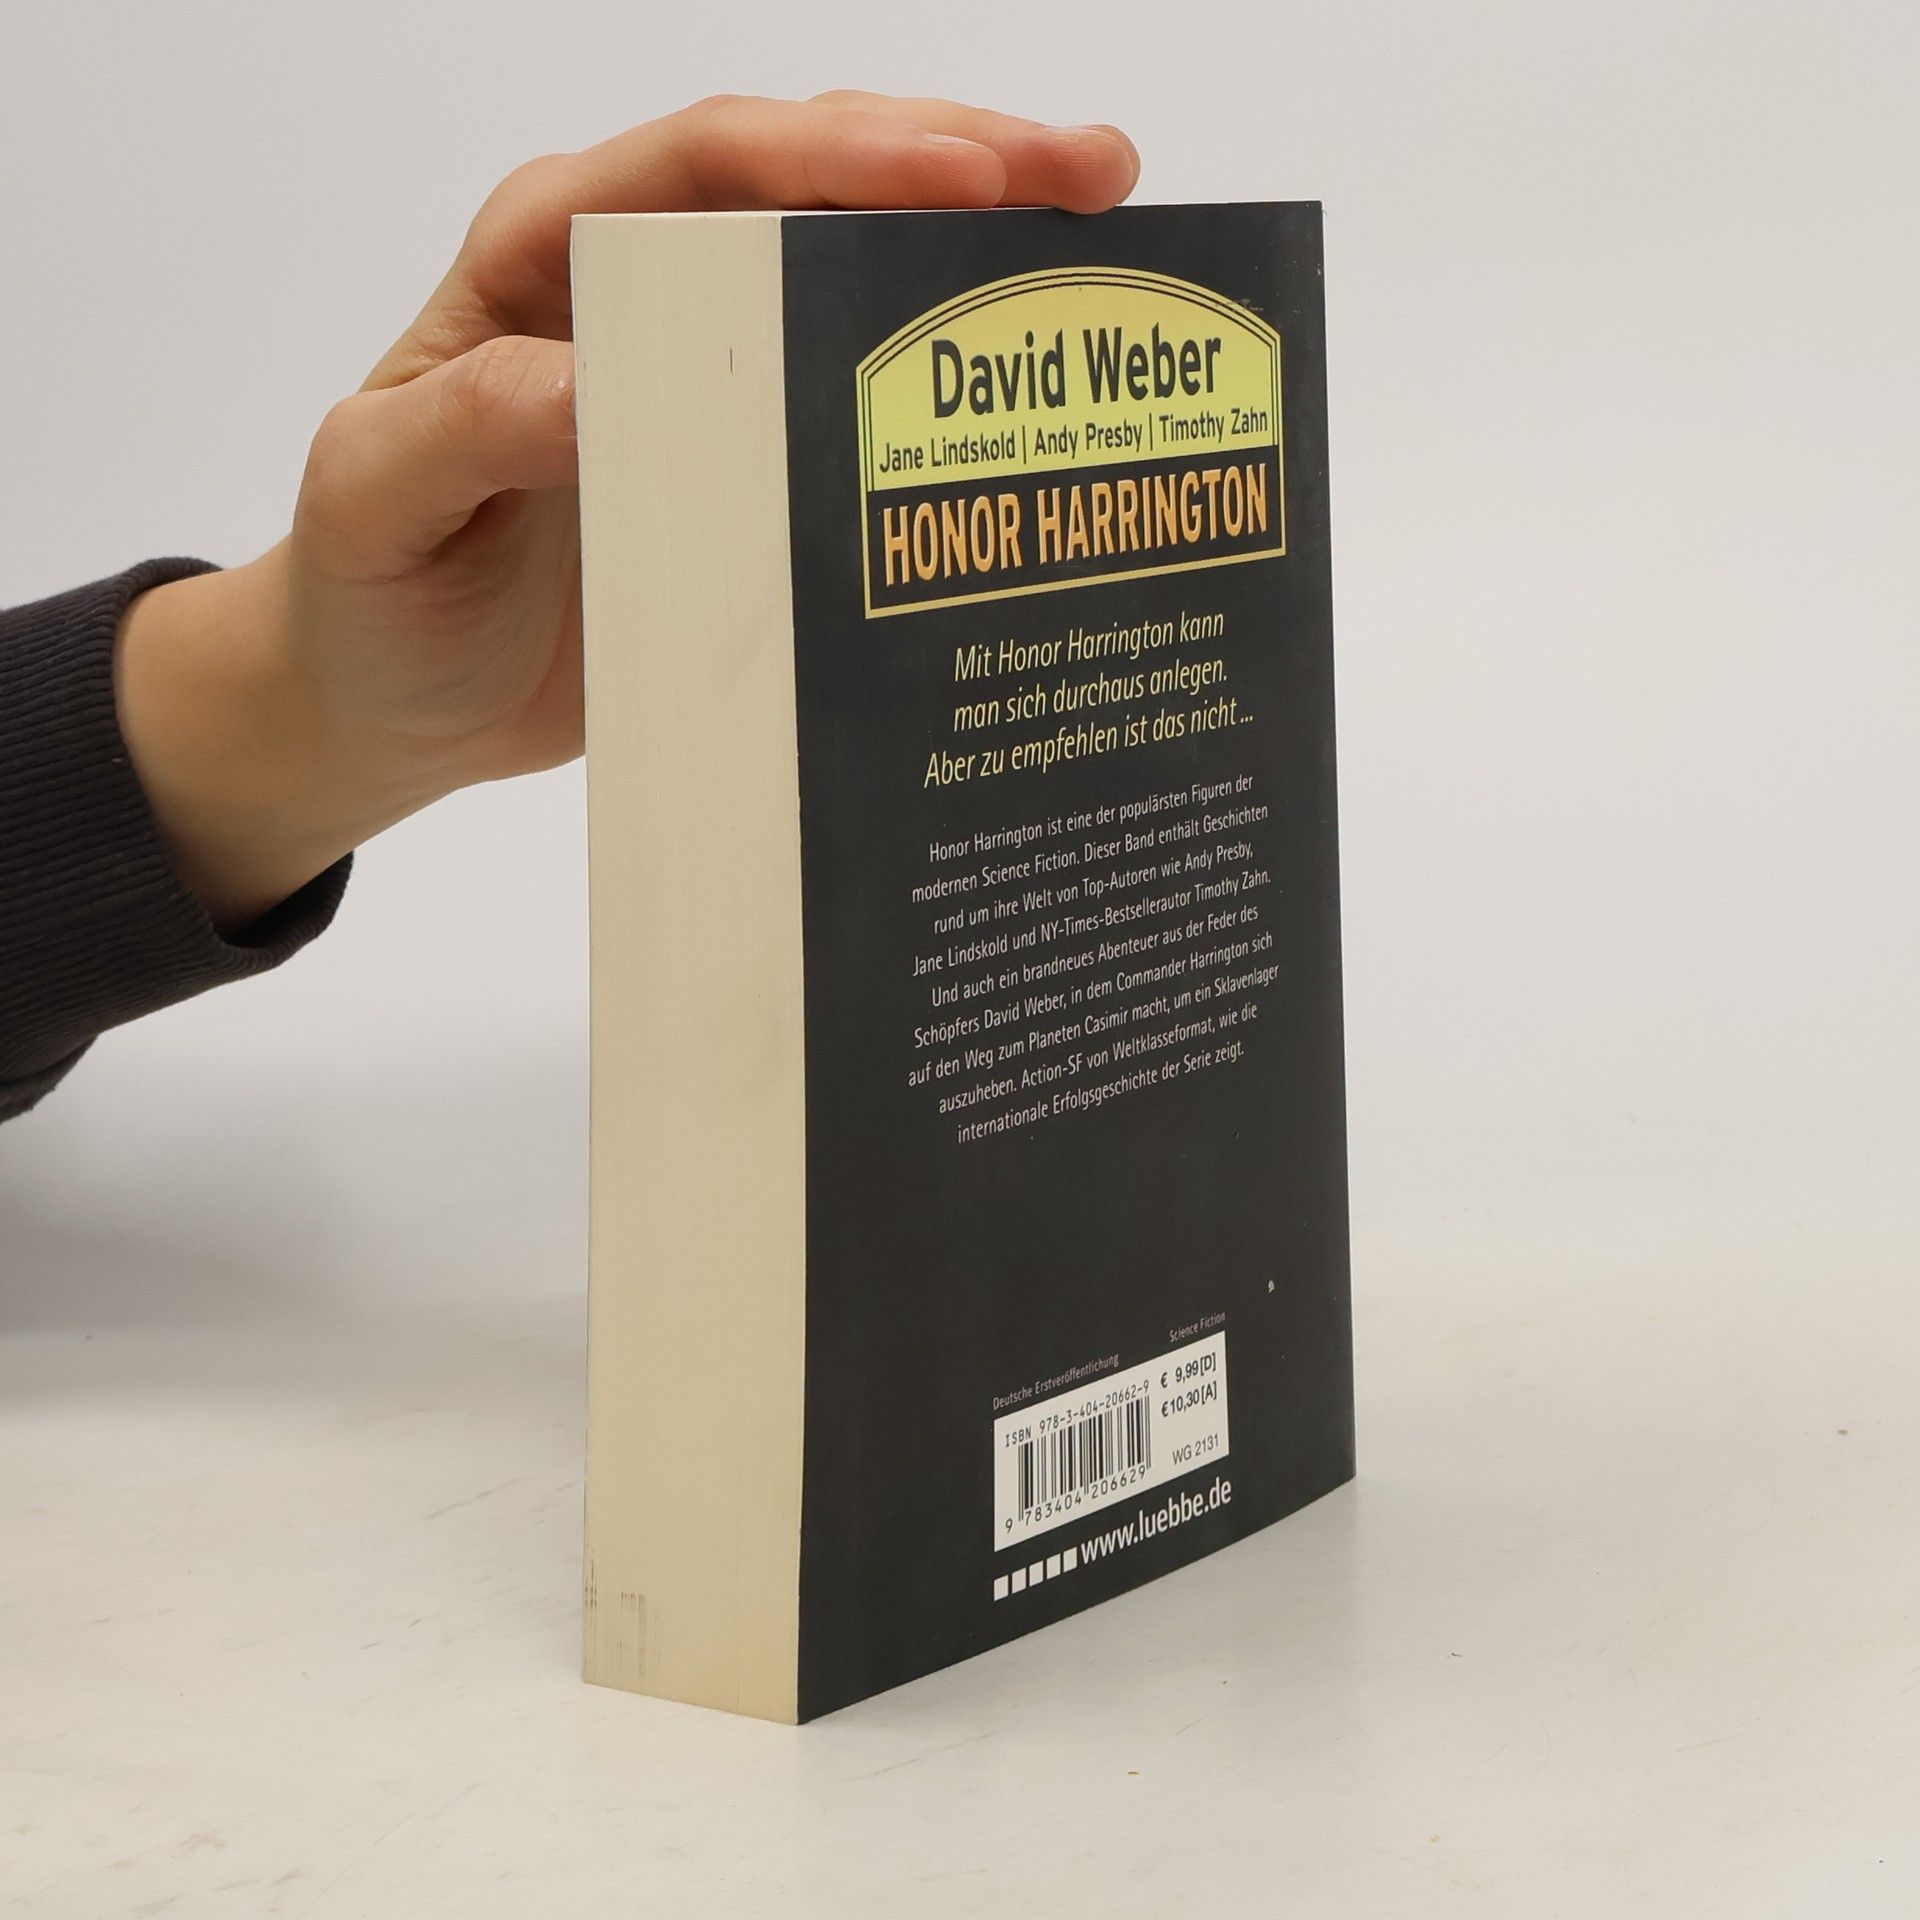 David Weber
Jane Lindskold | Andy Presby | Timothy Zahn
HONOR HARRINGTON
Mit Honor Harrington kann
man sich durchaus anlegen.
Aber zu empfehlen ist das nicht ...
Honor Harrington ist eine der populärsten Figuren der
modernen Science Fiction. Dieser Band enthält Geschichten
rund um ihre Welt von Top-Autoren wie Andy Presby,
Jane Lindskold und NY-Times-Bestsellerautor Timothy Zahn.
Und auch ein brandneues Abenteuer aus der Feder des
Schöpfers David Weber, in dem Commander Harrington sich
auf den Weg zum Planeten Casimir macht, um ein Sklavenlager
auszuheben. Action-SF von Weltklasseformat, wie die
internationale Erfolgsgeschichte der Serie zeigt.
Deutsche Erstveröffentlichung
Science Fiction
ISBN 978-3-404-20662-9
€ 9,99 [D]
€ 10,30 [A]
WG 2131
9 783404 206629
www.luebbe.de